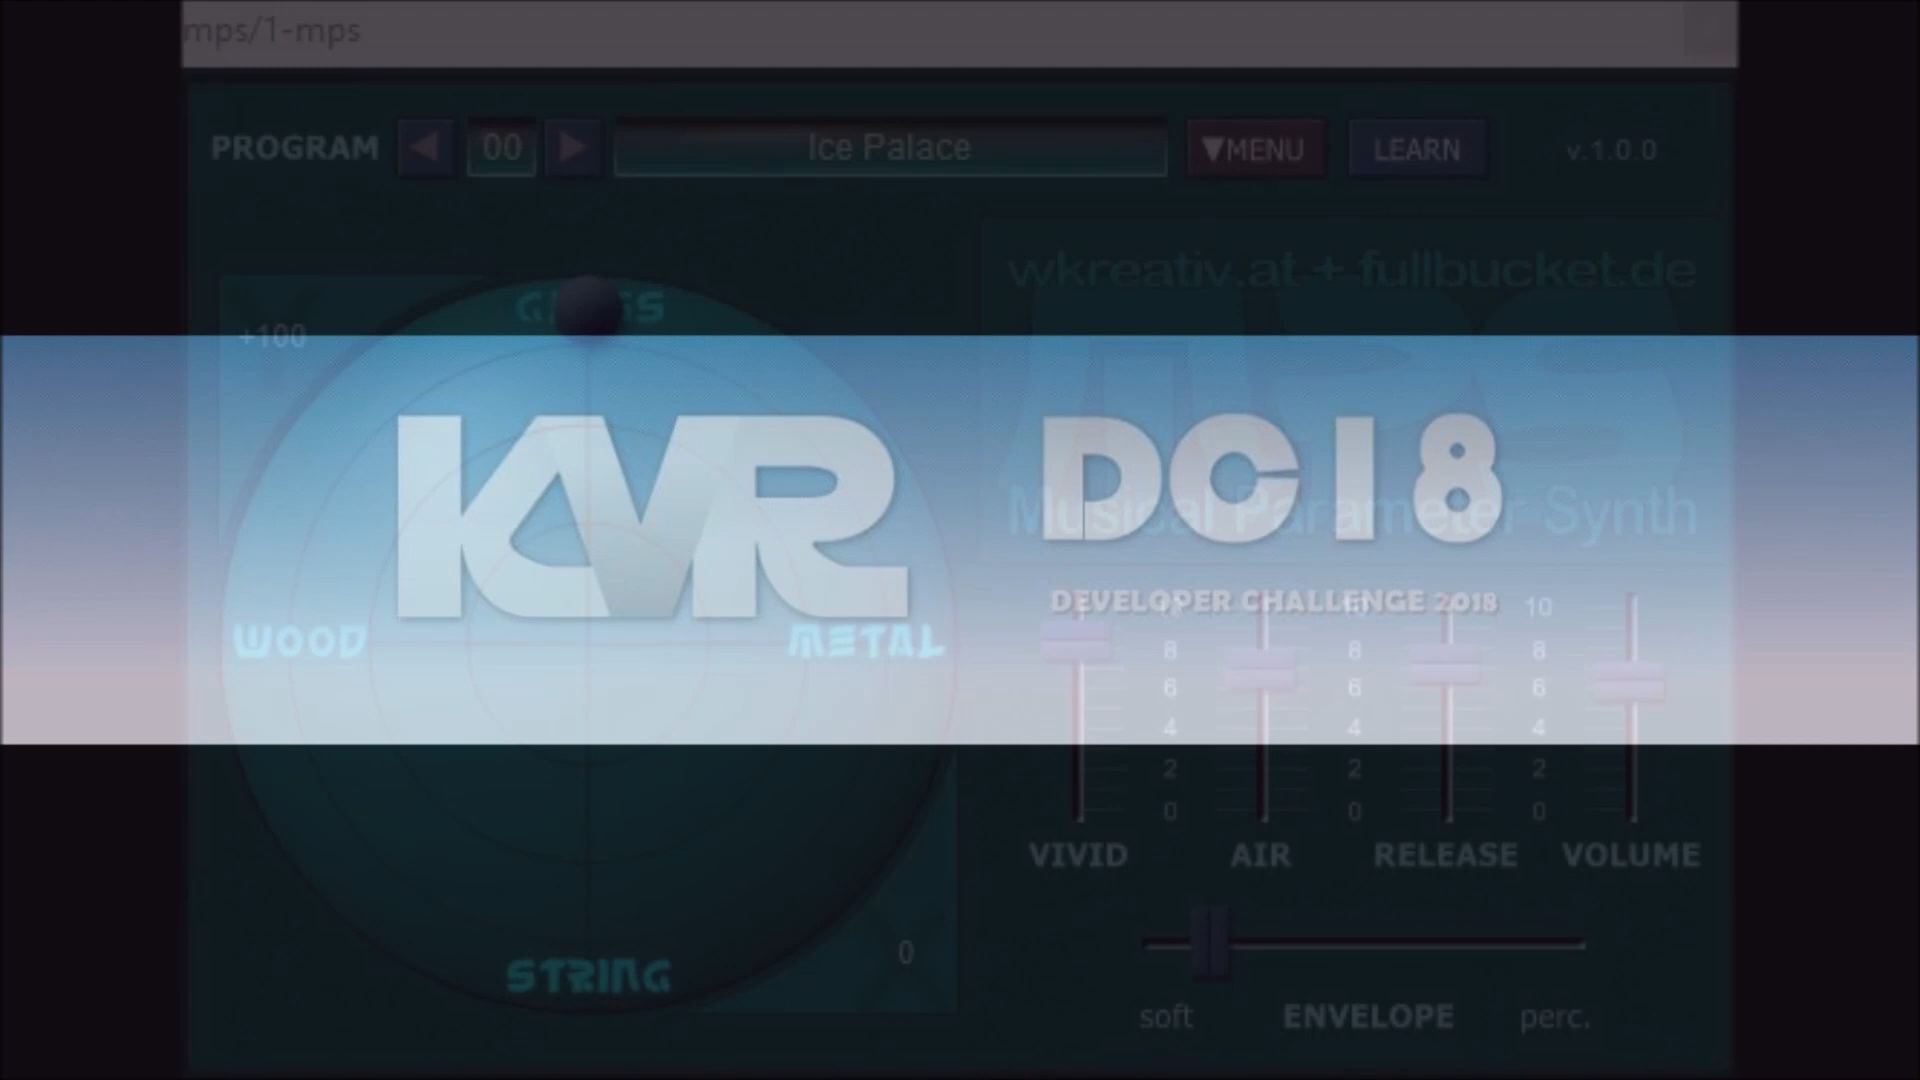 mps/1-mps
PROGRAM 00 Ice Palace ▼MENU LEARN v.1.0.0
wkreativ.at + fullbucket.de
+100
KVR DC18
Musical Parameter Synth
DEVELOPER CHALLENGE 2018
WOOD METAL
10
8 8 8
6 6 6
4 4 4
2 2 2
0 0 0
VIVID AIR RELEASE VOLUME
0
STRING
soft ENVELOPE perc.